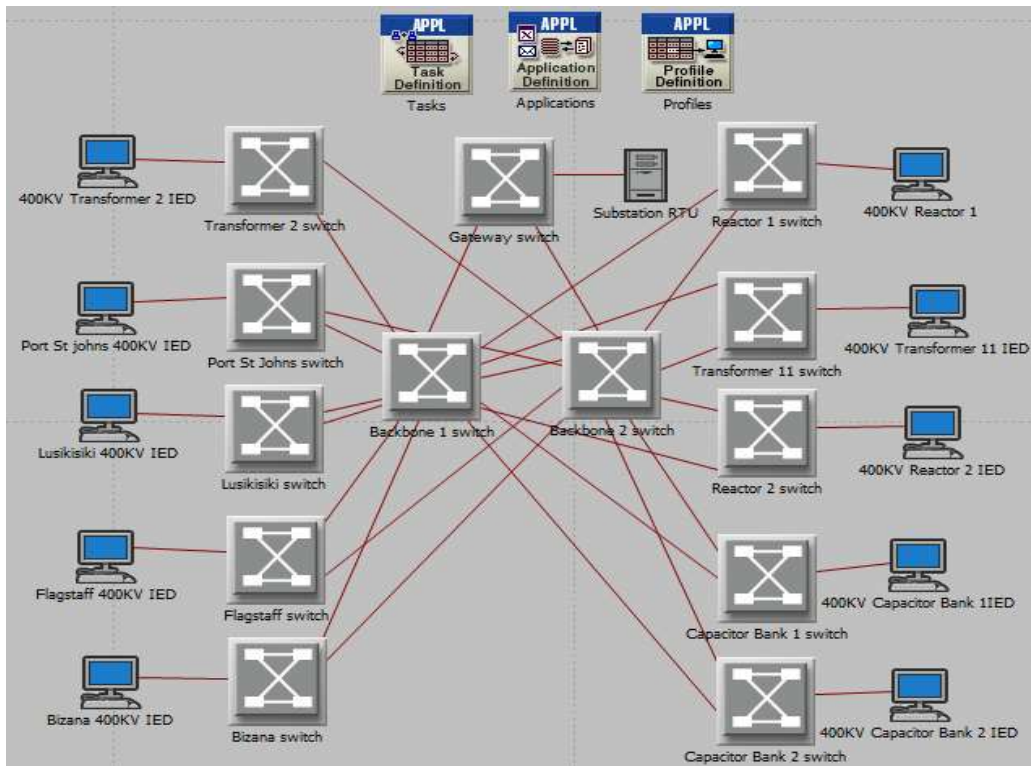 APPL
Task
Definition
Tasks
APPL
Application
Definition
Applications
APPL
Profiile
Definition
Profiles
400KV Transformer 2 IED
Transformer 2 switch
Gateway switch
Substation RTU
Reactor 1 switch
400KV Reactor 1
Port St johns 400KV IED
Port St Johns switch
Transformer 11 switch
400KV Transformer 11 IED
Backbone 1 switch
Backbone 2 switch
Lusikisiki 400KV IED
Lusikisiki switch
Reactor 2 switch
400KV Reactor 2 IED
Flagstaff 400KV IED
Flagstaff switch
Capacitor Bank 1 switch
400KV Capacitor Bank 1IED
Bizana 400KV IED
Bizana switch
Capacitor Bank 2 switch
400KV Capacitor Bank 2 IED